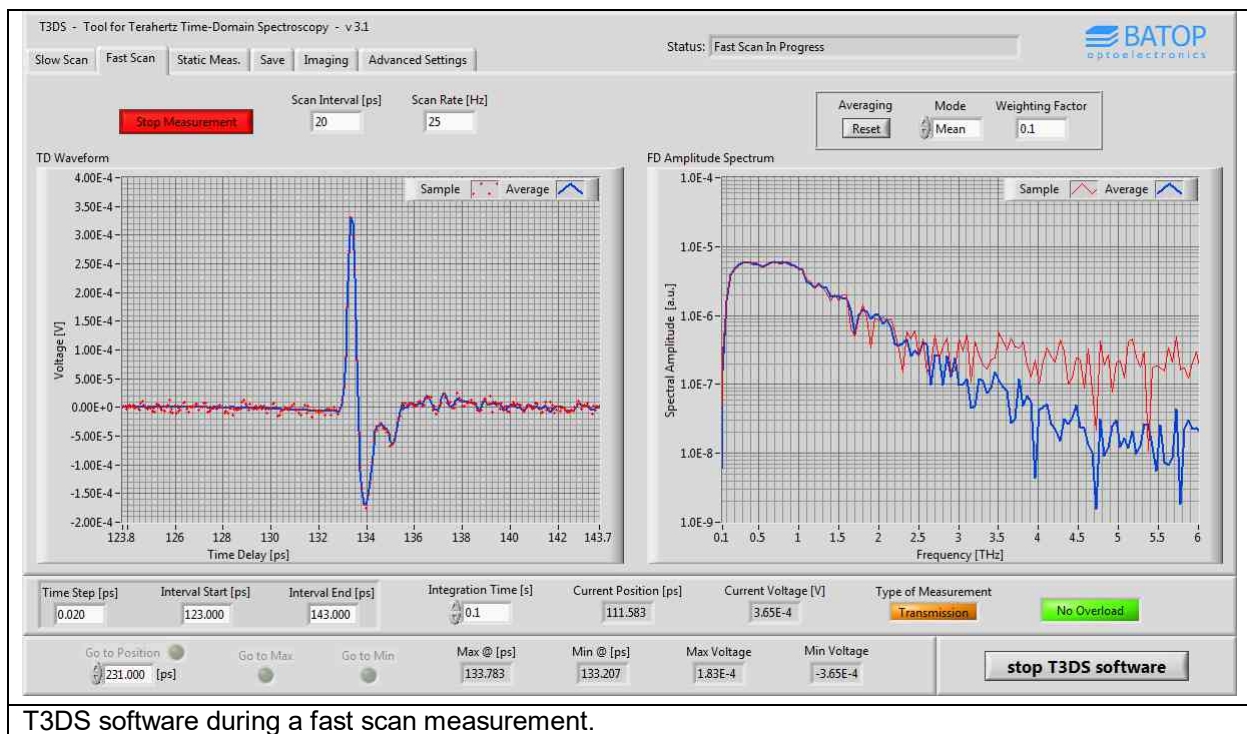 T3DS - Tool for Terahertz Time-Domain Spectroscopy - v 3.1
Status: Fast Scan In Progress
BATOP
optoelectronics
Slow Scan Fast Scan Static Meas. Save Imaging Advanced Settings
Scan Interval [ps] Scan Rate [Hz]
Stop Measurement 20 25
Averaging Mode Weighting Factor
Reset Mean 0.1
TD Waveform
Sample Average
4.00E-4
3.50E-4
3.00E-4
2.50E-4
2.00E-4
1.50E-4
1.00E-4
5.00E-5
0.00E+0
-5.00E-5
-1.00E-4
-1.50E-4
-2.00E-4
Voltage [V]
123.8 126 128 130 132 134 136 138 140 142 143.7
Time Delay [ps]
FD Amplitude Spectrum
Sample Average
1.0E-4
1.0E-5
1.0E-6
1.0E-7
1.0E-8
1.0E-9
Spectral Amplitude [a.u.]
0.1 0.5 1 1.5 2 2.5 3 3.5 4 4.5 5 5.5 6
Frequency [THz]
Time Step [ps] Interval Start [ps] Interval End [ps] Integration Time [s] Current Position [ps] Current Voltage [V] Type of Measurement
0.020 123.000 143.000 0.1 111.583 3.65E-4 Transmission No Overload
Go to Position Go to Max Go to Min Max @ [ps] Min @ [ps] Max Voltage Min Voltage
231.000 [ps] 133.783 133.207 1.83E-4 -3.65E-4
stop T3DS software
T3DS software during a fast scan measurement.